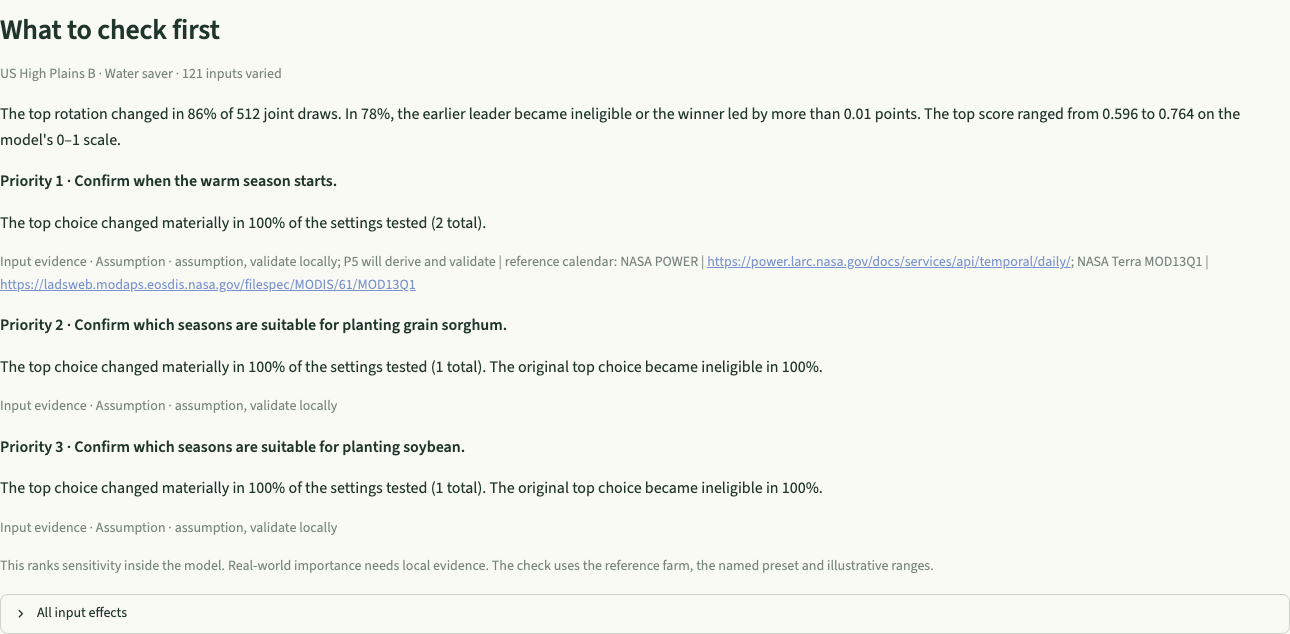 What to check first
US High Plains B · Water saver · 121 inputs varied
The top rotation changed in 86% of 512 joint draws. In 78%, the earlier leader became ineligible or the winner led by more than 0.01 points. The top score ranged from 0.596 to 0.764 on the
model's 0–1 scale.
Priority 1 · Confirm when the warm season starts.
The top choice changed materially in 100% of the settings tested (2 total).
Input evidence · Assumption · assumption, validate locally; P5 will derive and validate | reference calendar: NASA POWER | https://power.larc.nasa.gov/docs/services/api/temporal/daily/; NASA Terra MOD13Q1 |
https://ladsweb.modaps.eosdis.nasa.gov/filespec/MODIS/61/MOD13Q1
Priority 2 · Confirm which seasons are suitable for planting grain sorghum.
The top choice changed materially in 100% of the settings tested (1 total). The original top choice became ineligible in 100%.
Input evidence · Assumption · assumption, validate locally
Priority 3 · Confirm which seasons are suitable for planting soybean.
The top choice changed materially in 100% of the settings tested (1 total). The original top choice became ineligible in 100%.
Input evidence · Assumption · assumption, validate locally
This ranks sensitivity inside the model. Real-world importance needs local evidence. The check uses the reference farm, the named preset and illustrative ranges.
All input effects